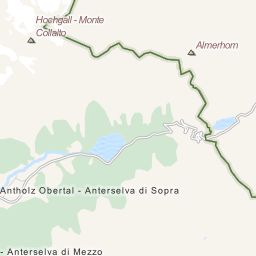 Hochgall - Monte
Collalto
Almerhorn
Antholz Obertal - Anterselva di Sopra
- Anterselva di Mezzo